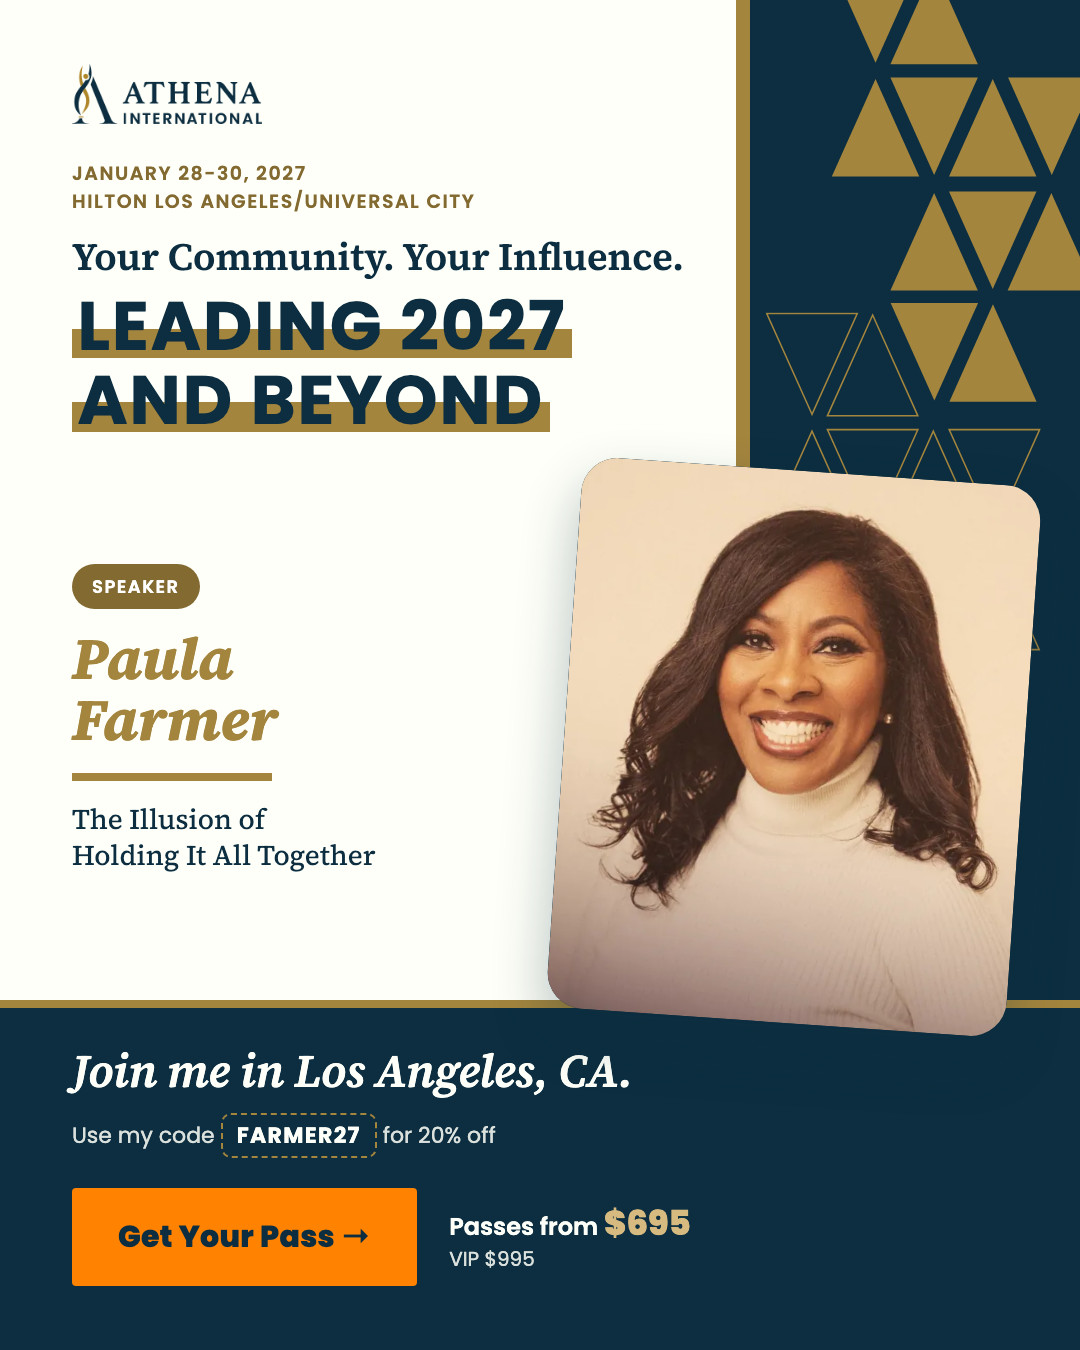 ATHENA
INTERNATIONAL
JANUARY 28-30, 2027
HILTON LOS ANGELES/UNIVERSAL CITY
Your Community. Your Influence.
LEADING 2027
AND BEYOND
SPEAKER
Paula
Farmer
The Illusion of
Holding It All Together
Join me in Los Angeles, CA.
Use my code FARMER27 for 20% off
Get Your Pass →
Passes from $695
VIP $995